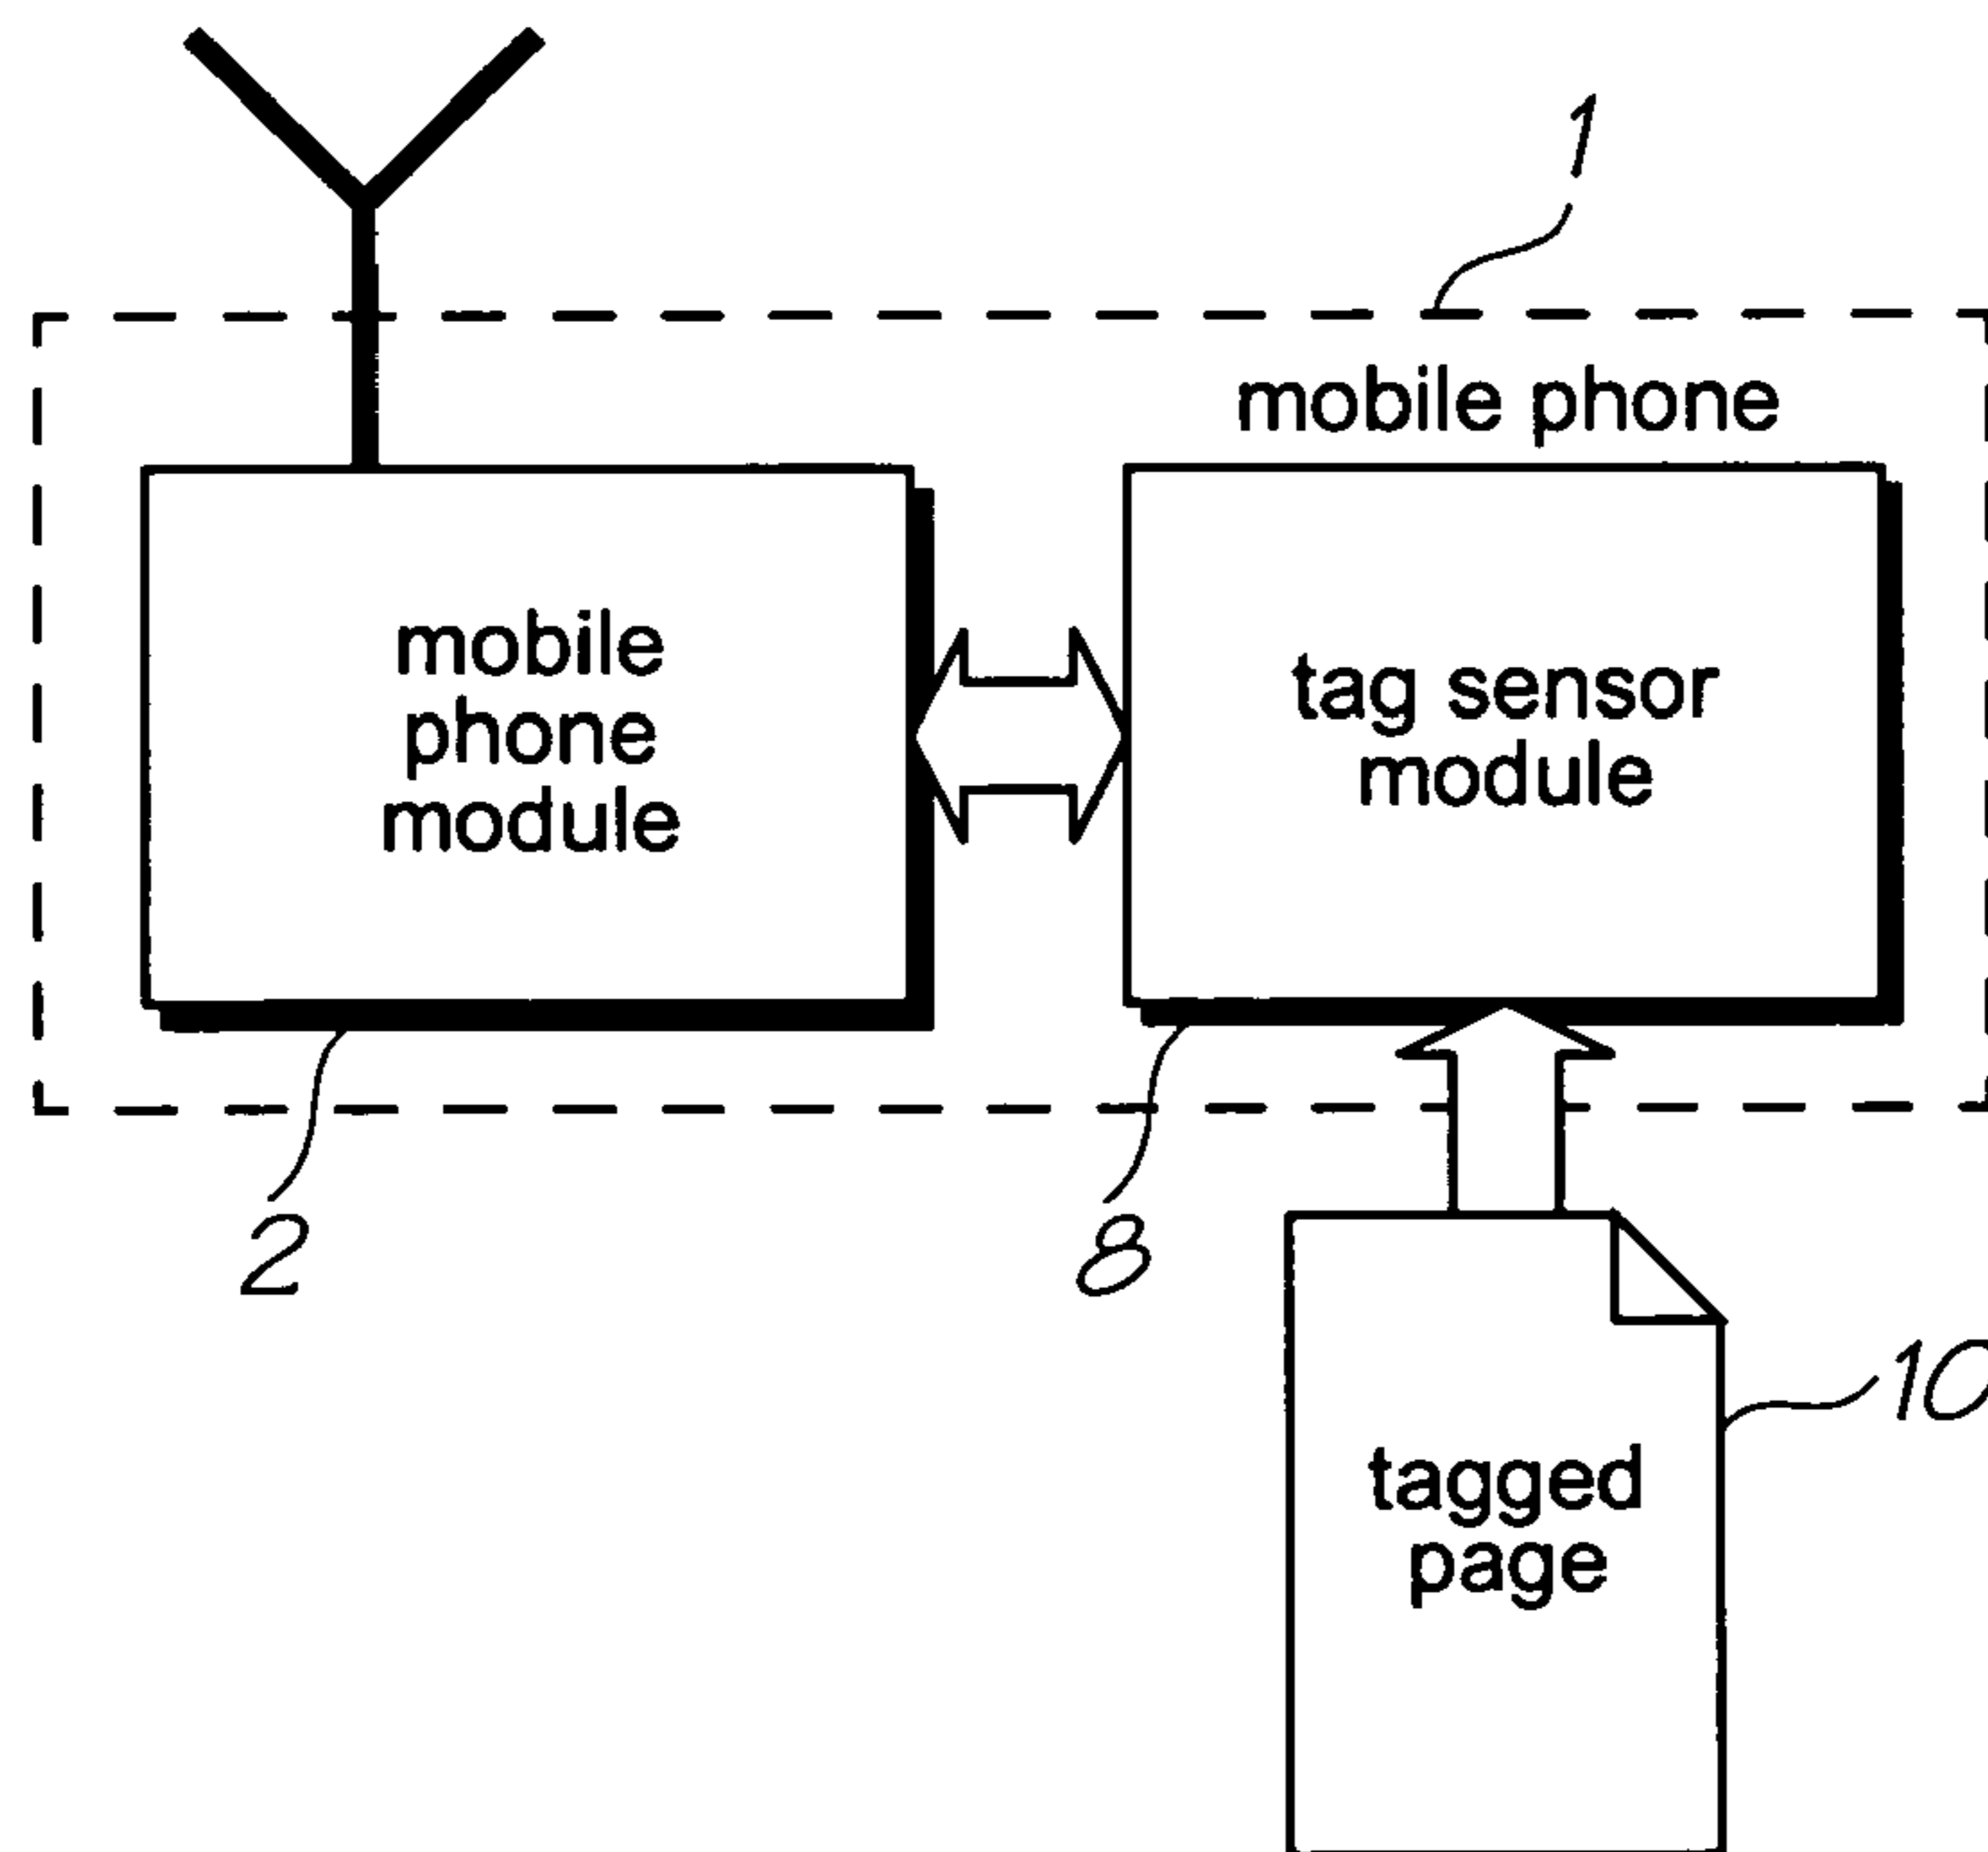 1
mobile phone
mobile
phone
module
tag sensor
module
2
8
10
tagged
page